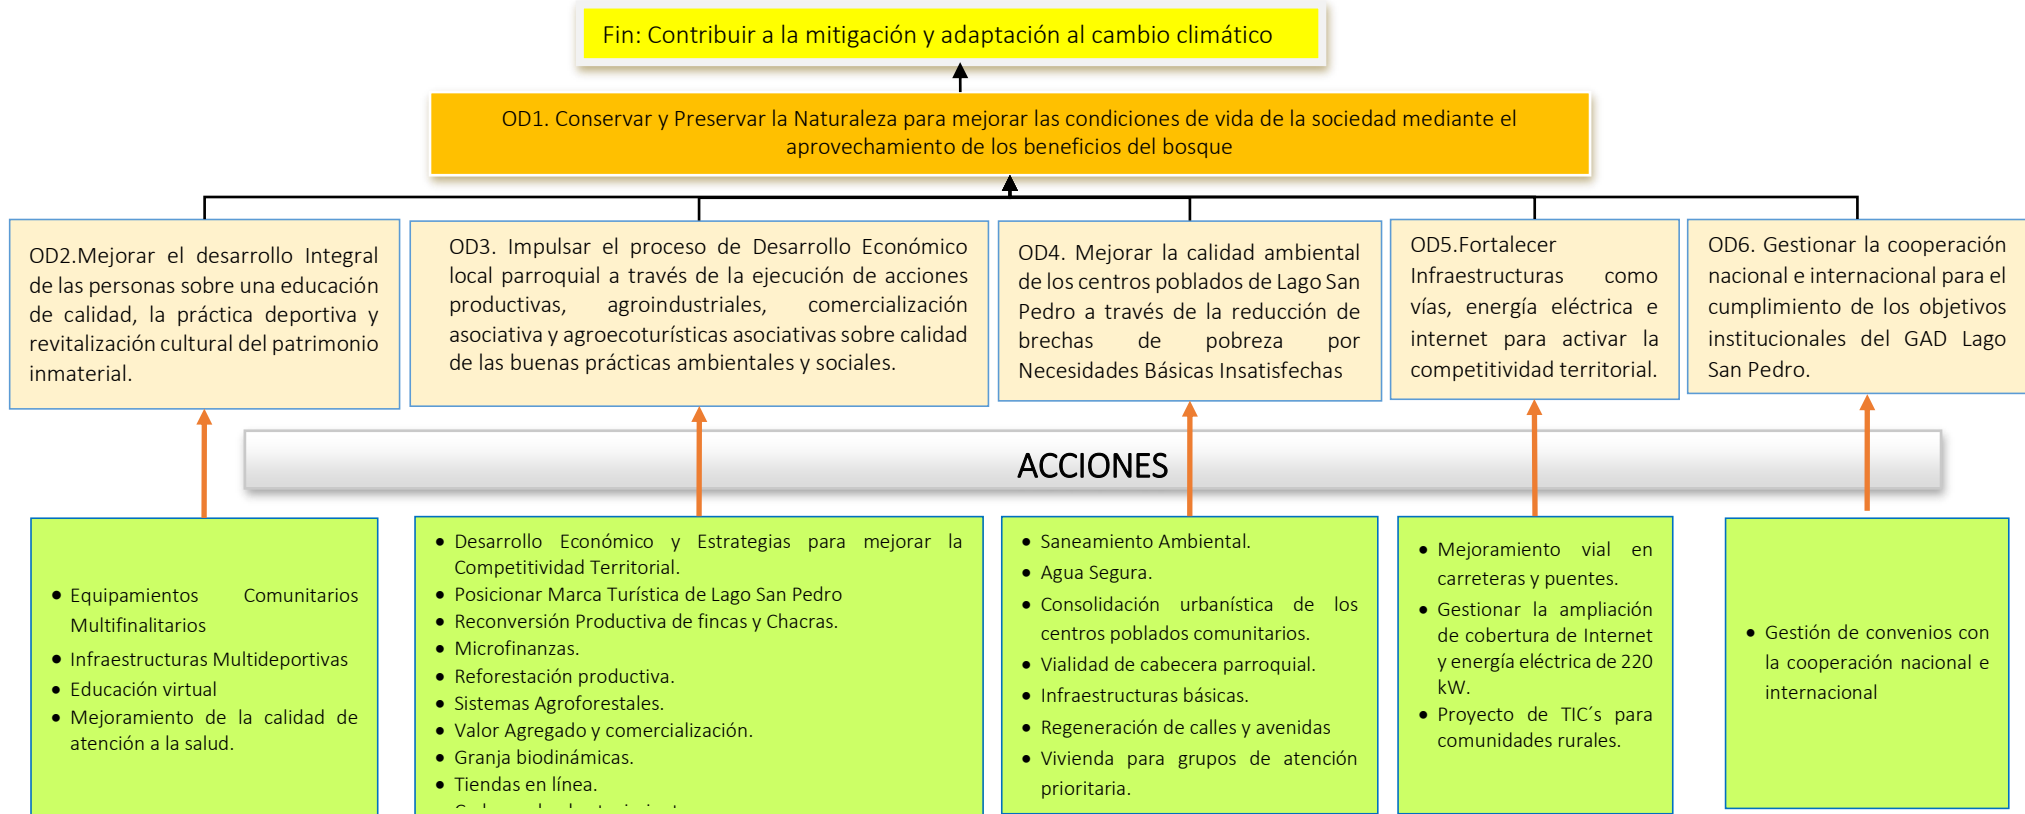 Fin: Contribuir a la mitigación y adaptación al cambio climático
OD1. Conservar y Preservar la Naturaleza para mejorar las condiciones de vida de la sociedad mediante el
aprovechamiento de los beneficios del bosque
OD2.Mejorar el desarrollo Integral
de las personas sobre una educación
de calidad, la práctica deportiva y
revitalización cultural del patrimonio
inmaterial.
OD3. Impulsar el proceso de Desarrollo Económico
local parroquial a través de la ejecución de acciones
productivas, agroindustriales, comercialización
asociativa y agroecoturísticas asociativas sobre calidad
de las buenas prácticas ambientales y sociales.
OD4. Mejorar la calidad ambiental
de los centros poblados de Lago San
Pedro a través de la reducción de
brechas de pobreza por
Necesidades Básicas Insatisfechas
OD5.Fortalecer
Infraestructuras como
vías, energía eléctrica e
internet para activar la
competitividad territorial.
OD6. Gestionar la cooperación
nacional e internacional para el
cumplimiento de los objetivos
institucionales del GAD Lago
San Pedro.
ACCIONES
• Equipamientos Comunitarios
Multifinalitarios
• Infraestructuras Multideportivas
• Educación virtual
• Mejoramiento de la calidad de
atención a la salud.
• Desarrollo Económico y Estrategias para mejorar la
Competitividad Territorial.
• Posicionar Marca Turística de Lago San Pedro
• Reconversión Productiva de fincas y Chacras.
• Microfinanzas.
• Reforestación productiva.
• Sistemas Agroforestales.
• Valor Agregado y comercialización.
• Granja biodinámicas.
• Tiendas en línea.
• Saneamiento Ambiental.
• Agua Segura.
• Consolidación urbanística de los
centros poblados comunitarios.
• Vialidad de cabecera parroquial.
• Infraestructuras básicas.
• Regeneración de calles y avenidas
• Vivienda para grupos de atención
prioritaria.
• Mejoramiento vial en
carreteras y puentes.
• Gestionar la ampliación
de cobertura de Internet
y energía eléctrica de 220
kW.
• Proyecto de TIC´s para
comunidades rurales.
• Gestión de convenios con
la cooperación nacional e
internacional